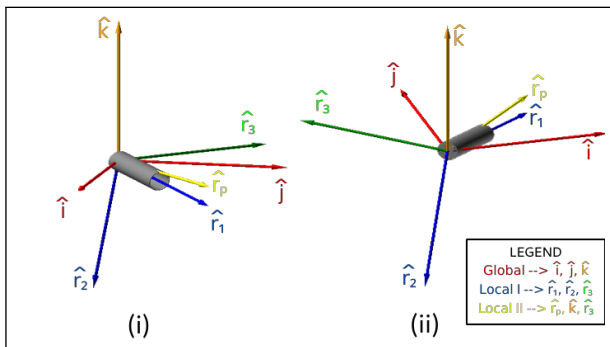 k̂
r̂₃
î
ĵ
r̂ₚ
r̂₁
r̂₂
(i)
k̂
ĵ
r̂ₚ
r̂₃
r̂₁
î
r̂₂
(ii)
LEGEND
Global --> î, ĵ, k̂
Local I --> r̂₁, r̂₂, r̂₃
Local II --> r̂ₚ, k̂, r̂₃